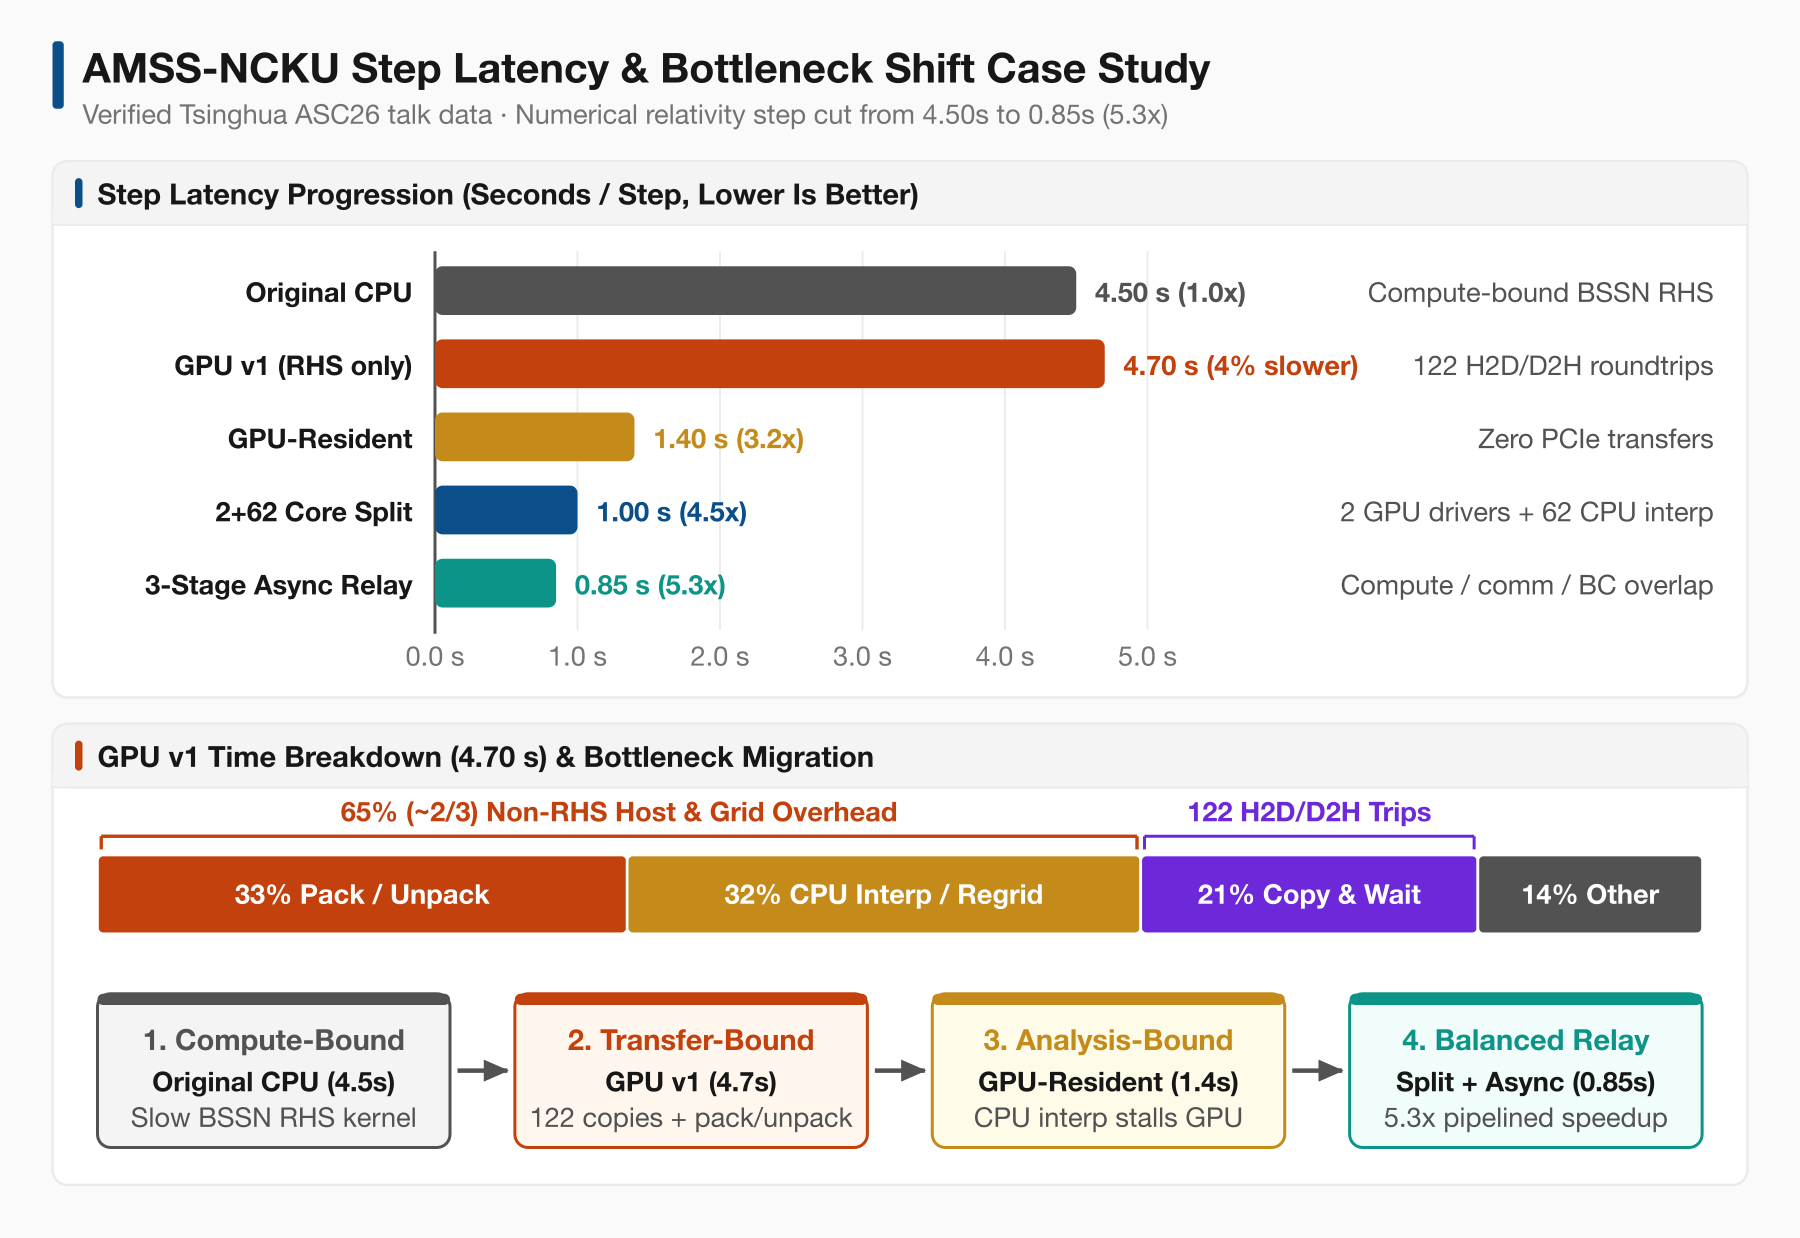 AMSS-NCKU Step Latency & Bottleneck Shift Case Study
Verified Tsinghua ASC26 talk data · Numerical relativity step cut from 4.50s to 0.85s (5.3x)
Step Latency Progression (Seconds / Step, Lower Is Better)
Original CPU 4.50 s (1.0x) Compute-bound BSSN RHS
GPU v1 (RHS only) 4.70 s (4% slower) 122 H2D/D2H roundtrips
GPU-Resident 1.40 s (3.2x) Zero PCIe transfers
2+62 Core Split 1.00 s (4.5x) 2 GPU drivers + 62 CPU interp
3-Stage Async Relay 0.85 s (5.3x) Compute / comm / BC overlap
0.0 s 1.0 s 2.0 s 3.0 s 4.0 s 5.0 s
GPU v1 Time Breakdown (4.70 s) & Bottleneck Migration
65% (~2/3) Non-RHS Host & Grid Overhead 122 H2D/D2H Trips
33% Pack / Unpack 32% CPU Interp / Regrid 21% Copy & Wait 14% Other
1. Compute-Bound
Original CPU (4.5s)
Slow BSSN RHS kernel
2. Transfer-Bound
GPU v1 (4.7s)
122 copies + pack/unpack
3. Analysis-Bound
GPU-Resident (1.4s)
CPU interp stalls GPU
4. Balanced Relay
Split + Async (0.85s)
5.3x pipelined speedup